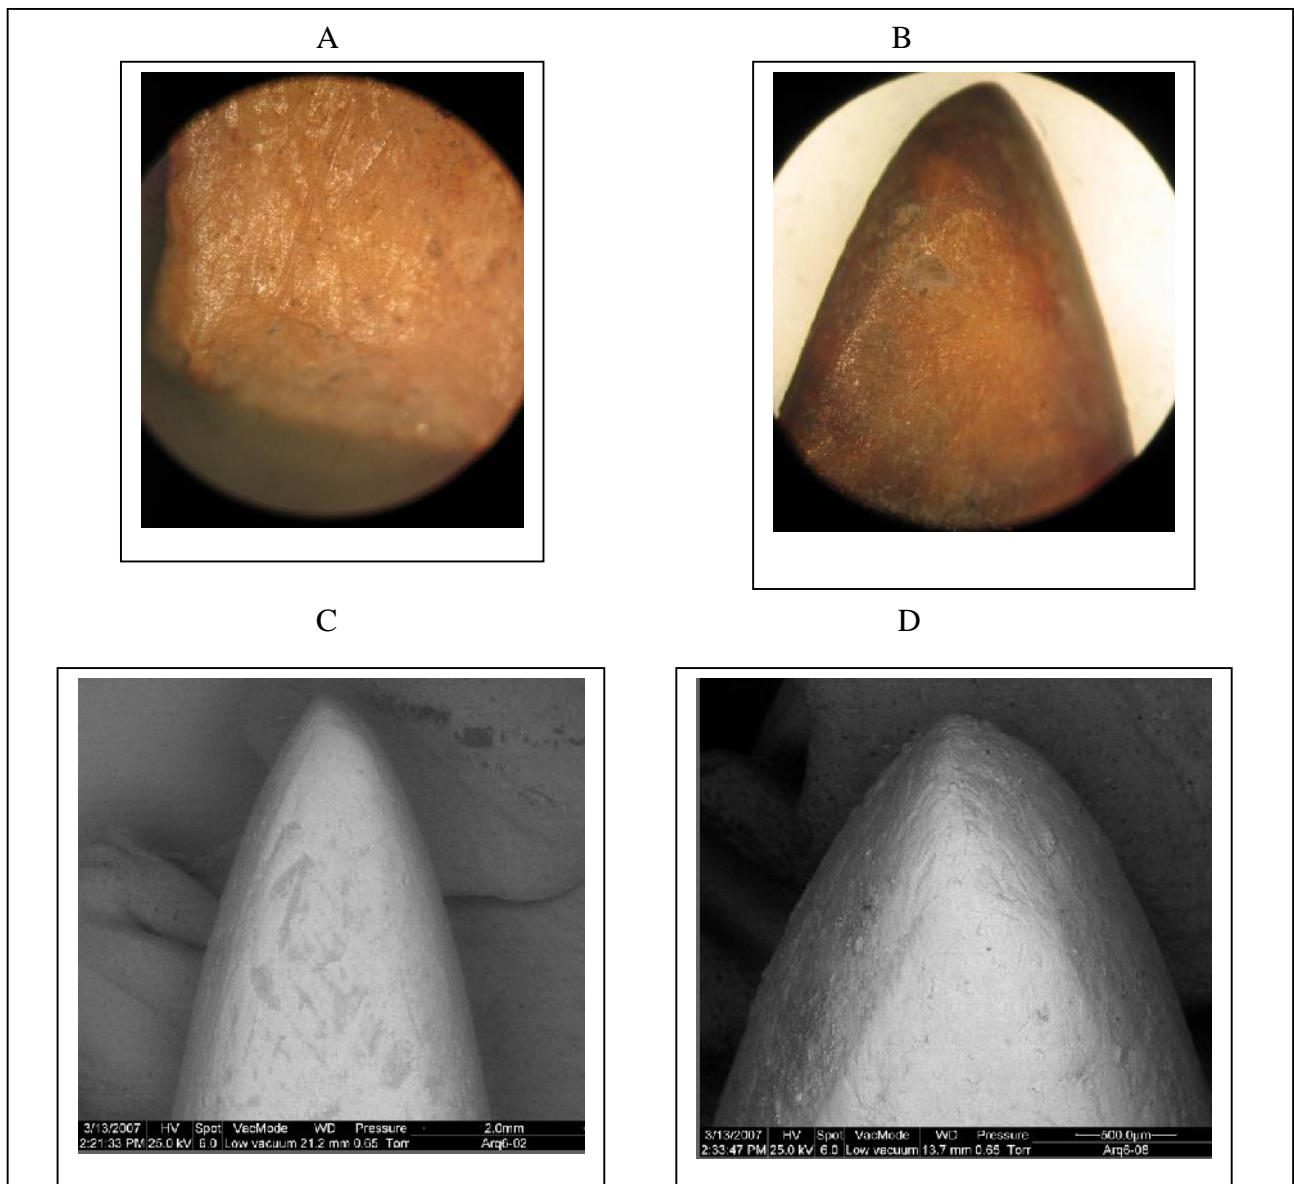 A
B
C
D
3/13/2007 HV Spot VacMode WD Pressure 2.0mm
2:21:33 PM 25.0 kV 6.0 Low vacuum 21.2 mm 0.65 Torr Arq6-02
3/13/2007 HV Spot VacMode WD Pressure 500.0µm
2:33:47 PM 25.0 kV 6.0 Low vacuum 13.7 mm 0.65 Torr